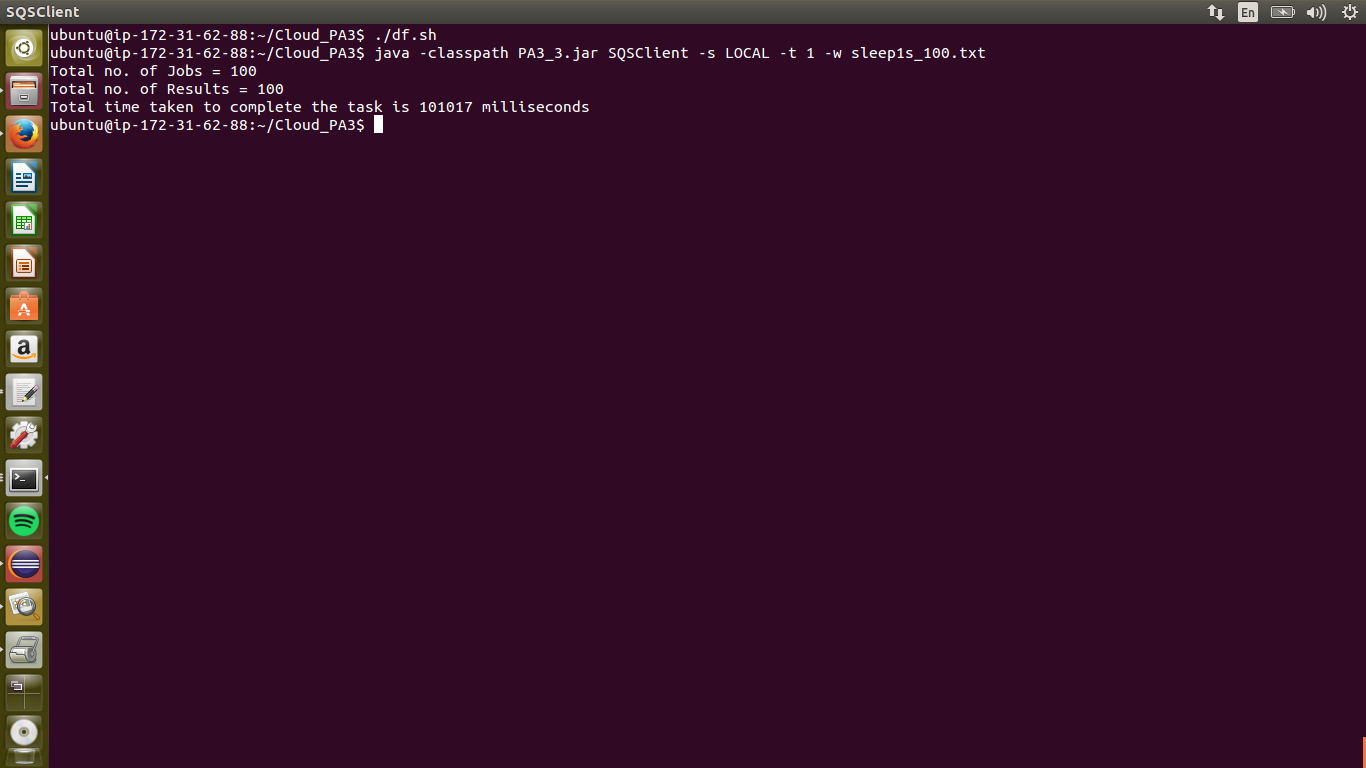 SQSClient
En
ubuntu@ip-172-31-62-88:~/Cloud_PA3$ ./df.sh
ubuntu@ip-172-31-62-88:~/Cloud_PA3$ java -classpath PA3_3.jar SQSClient -s LOCAL -t 1 -w sleep1s_100.txt
Total no. of Jobs = 100
Total no. of Results = 100
Total time taken to complete the task is 101017 milliseconds
ubuntu@ip-172-31-62-88:~/Cloud_PA3$